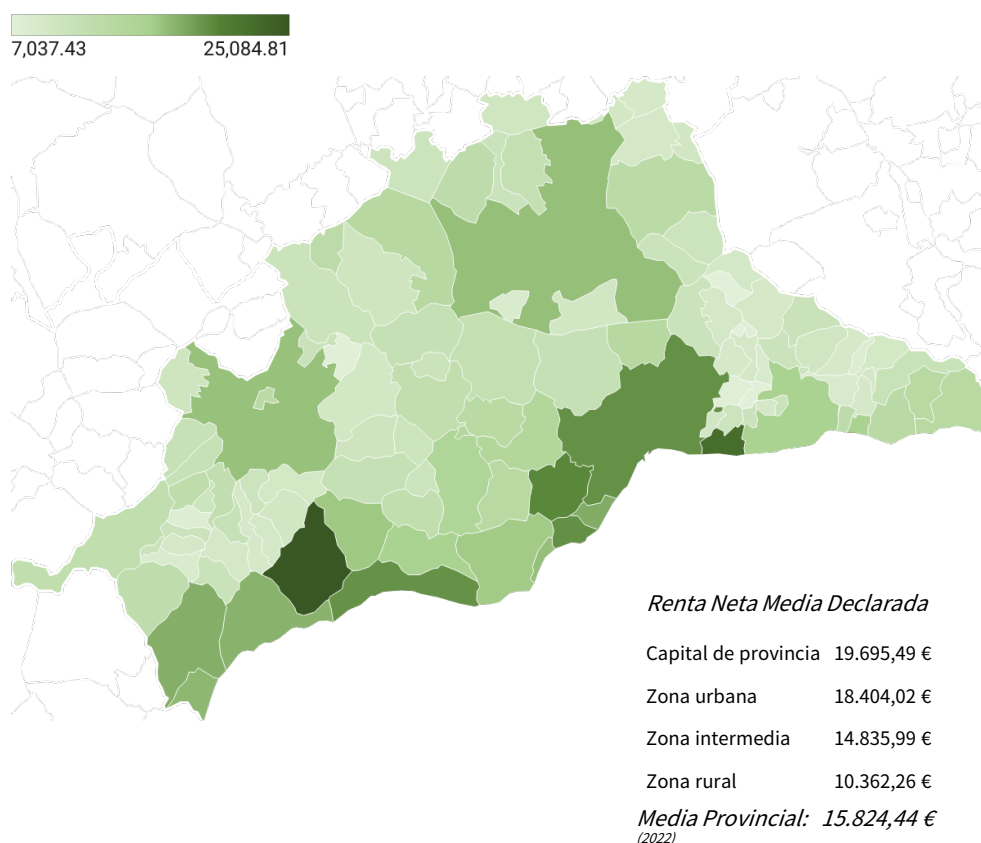 7,037.43 25,084.81
Renta Neta Media Declarada
Capital de provincia 19.695,49 €
Zona urbana 18.404,02 €
Zona intermedia 14.835,99 €
Zona rural 10.362,26 €
Media Provincial: 15.824,44 €
(2022)